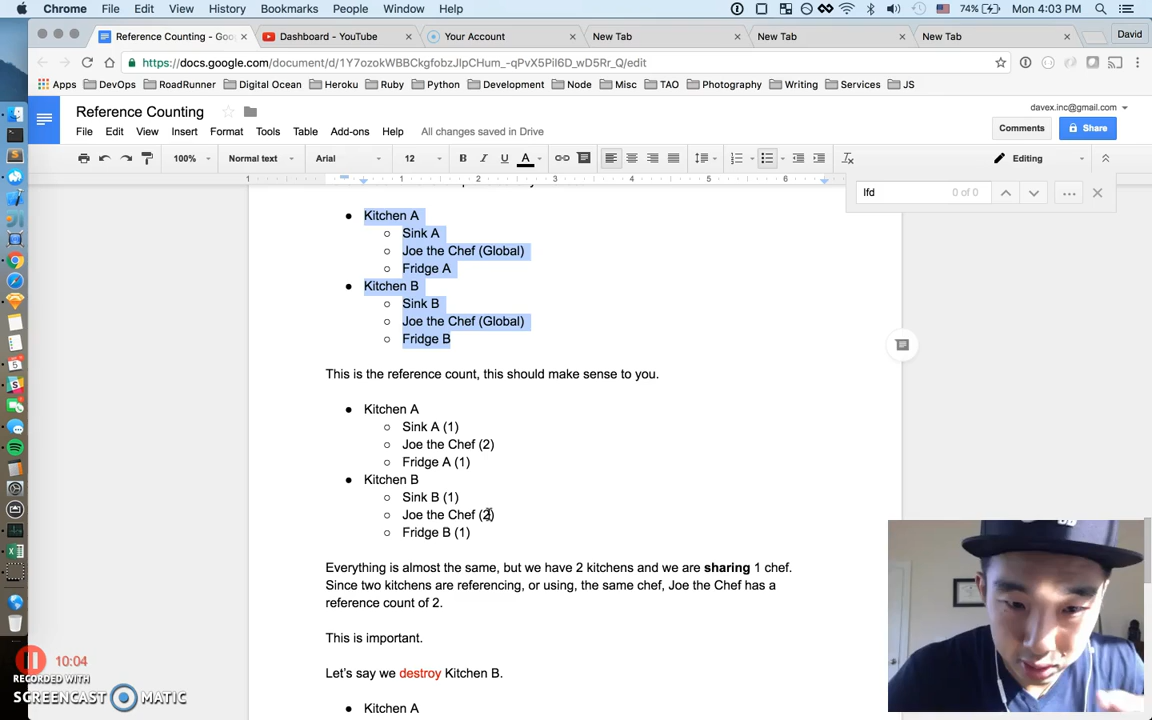 Chrome File Edit View History Bookmarks People Window Help 74% Mon 4:03 PM
Reference Counting - Goo Dashboard - YouTube Your Account New Tab New Tab New Tab David
https://docs.google.com/document/d/1Y7ozokWBBCkgfobzJlpCHum_-qPvX5Pil6D_wD5Rr_Q/edit
Apps DevOps RoadRunner Digital Ocean Heroku Ruby Python Development Node Misc TAO Photography Writing Services JS
Reference Counting
davex.inc@gmail.com
File Edit View Insert Format Tools Table Add-ons Help All changes saved in Drive
Comments Share
100% Normal text Arial 12 B I U A Editing
1 1 2 3 4 5 6
lfd 0 of 0
Kitchen A
Sink A
Joe the Chef (Global)
Fridge A
Kitchen B
Sink B
Joe the Chef (Global)
Fridge B
This is the reference count, this should make sense to you.
Kitchen A
Sink A (1)
Joe the Chef (2)
Fridge A (1)
Kitchen B
Sink B (1)
Joe the Chef (2)
Fridge B (1)
Everything is almost the same, but we have 2 kitchens and we are sharing 1 chef.
Since two kitchens are referencing, or using, the same chef, Joe the Chef has a
reference count of 2.
This is important.
Let's say we destroy Kitchen B.
Kitchen A
10:04
RECORDED WITH
SCREENCAST MATIC